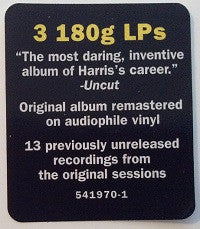 3 180g LPs
“The most daring, inventive
album of Harris’s career.”
-Uncut
Original album remastered
on audiophile vinyl
13 previously unreleased
recordings from
the original sessions
541970-1